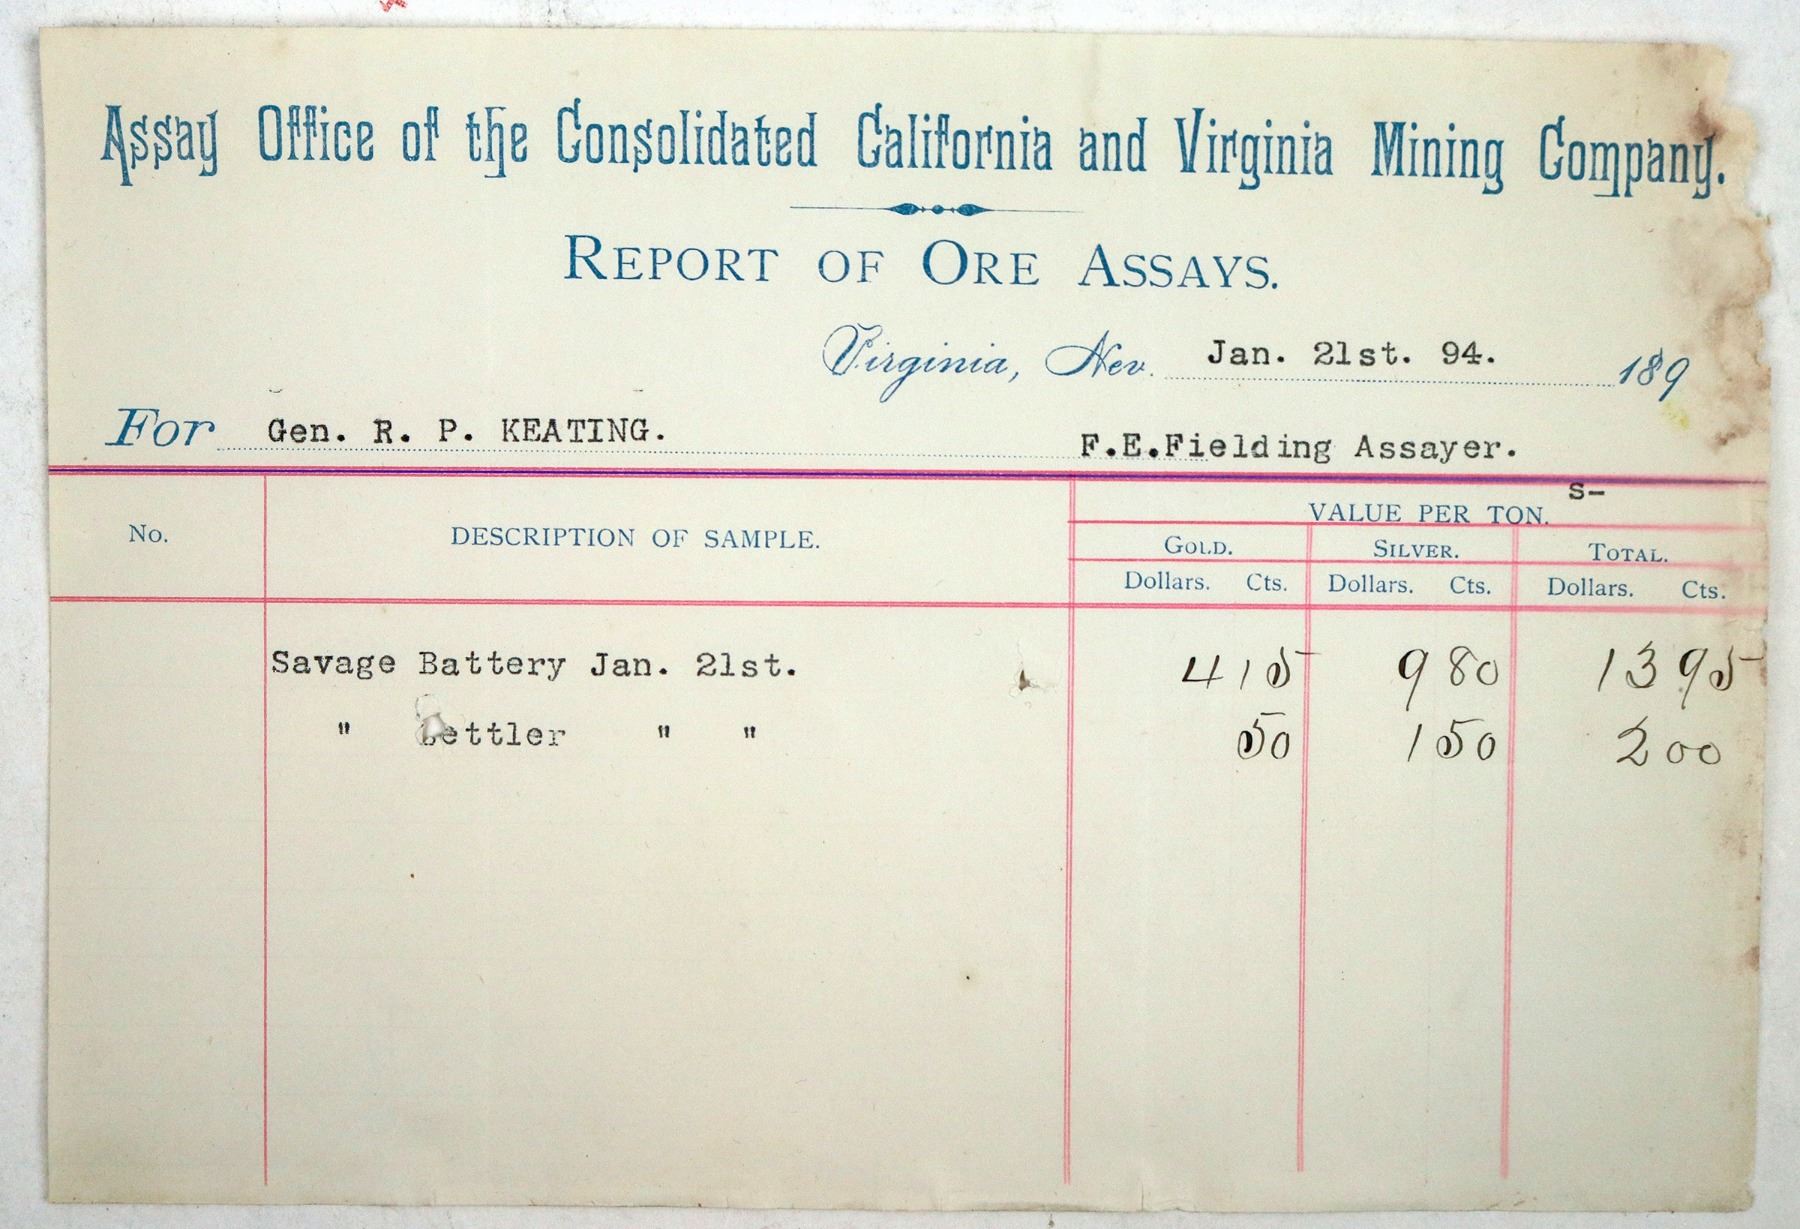 Assay Office of the Consolidated California and Virginia Mining Company.
REPORT OF ORE ASSAYS.
Virginia, Nev. Jan. 21st. 94. 189
For Gen. R. P. KEATING. F.E.Fielding Assayer.
S-
No. DESCRIPTION OF SAMPLE. VALUE PER TON.
GOLD. SILVER. TOTAL.
Dollars. Cts. Dollars. Cts. Dollars. Cts.
Savage Battery Jan. 21st. 415 980 1395
" Settler " " 50 150 200